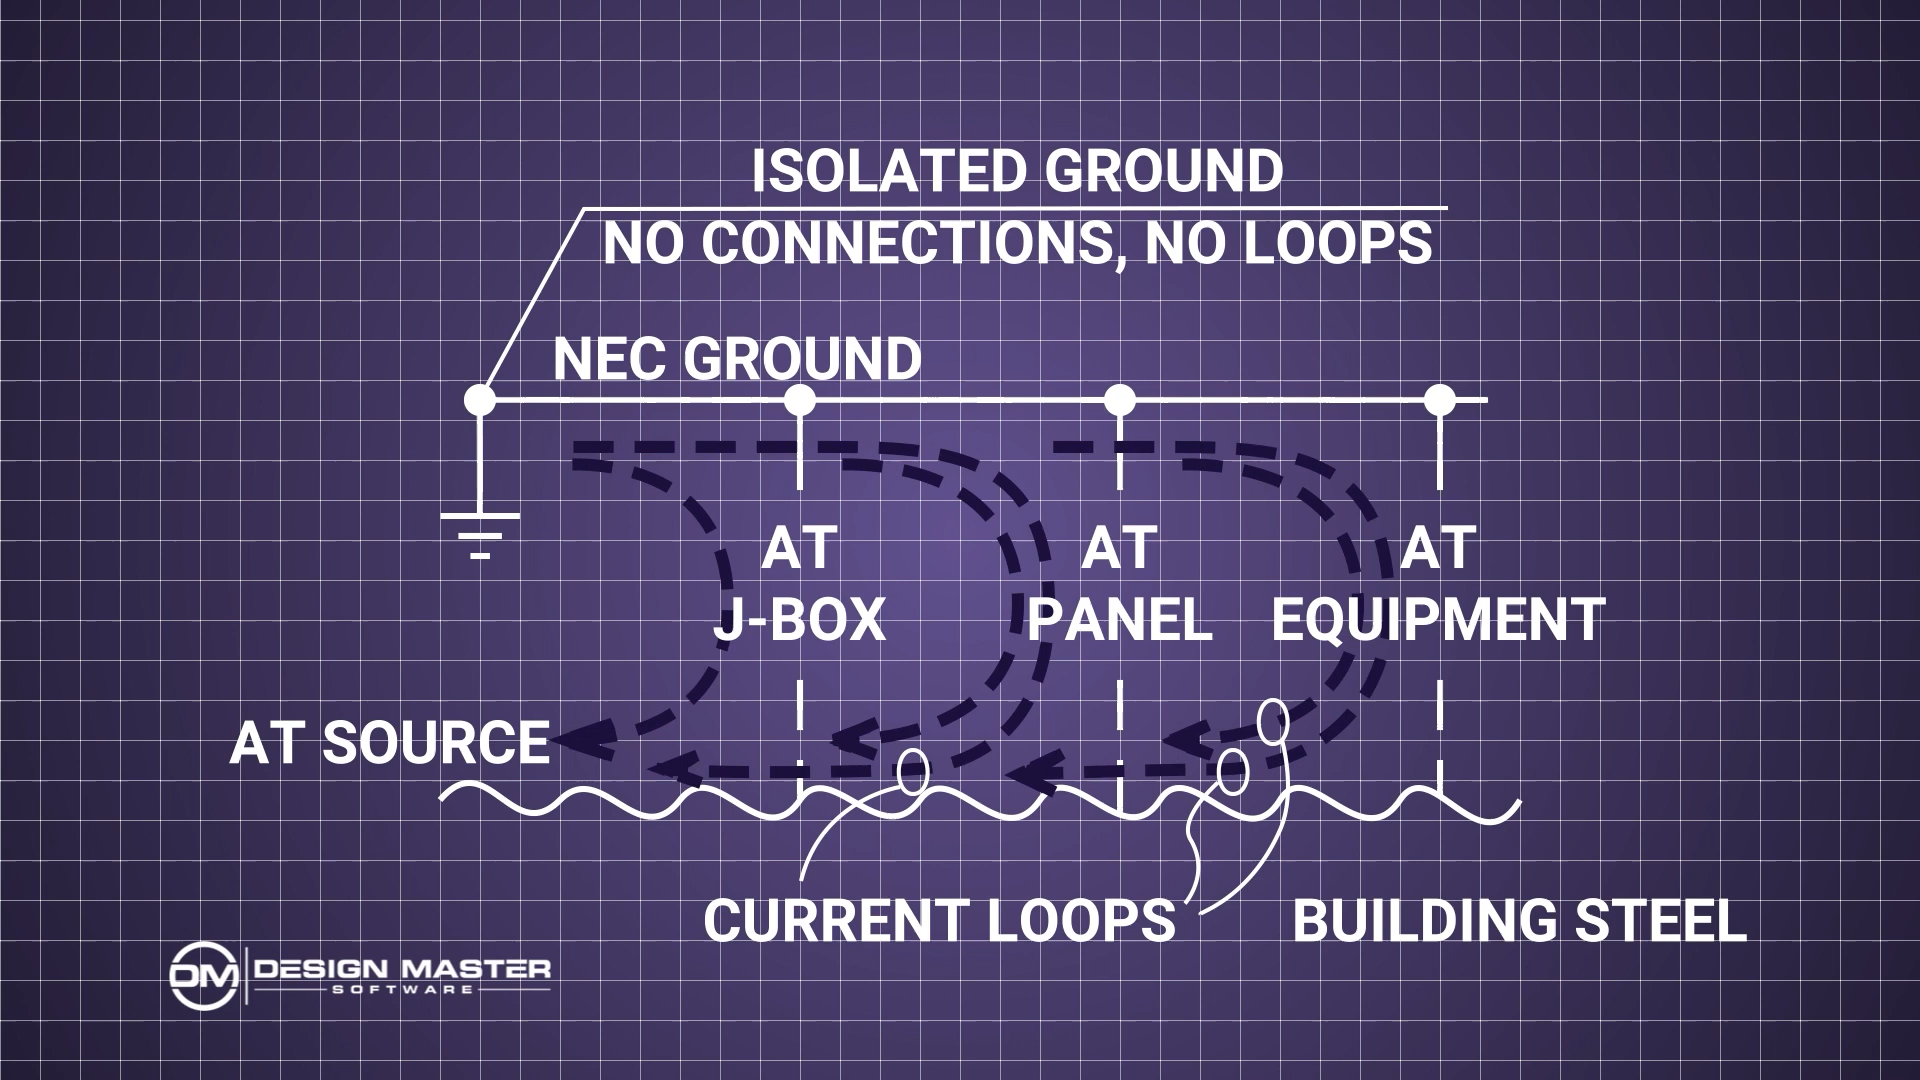 ISOLATED GROUND
NO CONNECTIONS, NO LOOPS
NEC GROUND
AT
J-BOX
AT
PANEL
AT
EQUIPMENT
AT SOURCE
CURRENT LOOPS
BUILDING STEEL
DM
DESIGN MASTER
SOFTWARE